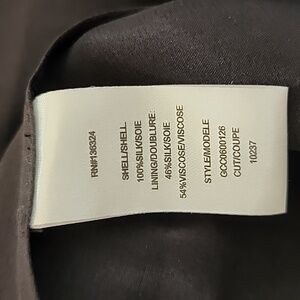 RN#136324
SHELL/SHELL.
100%SILK/SOIE
LINING/DOUBLURE:
46%SILK/SOIE
54%VISCOSE/VISCOSE
STYLE/MODELE
GCC0600126
CUT/COUPE
10237